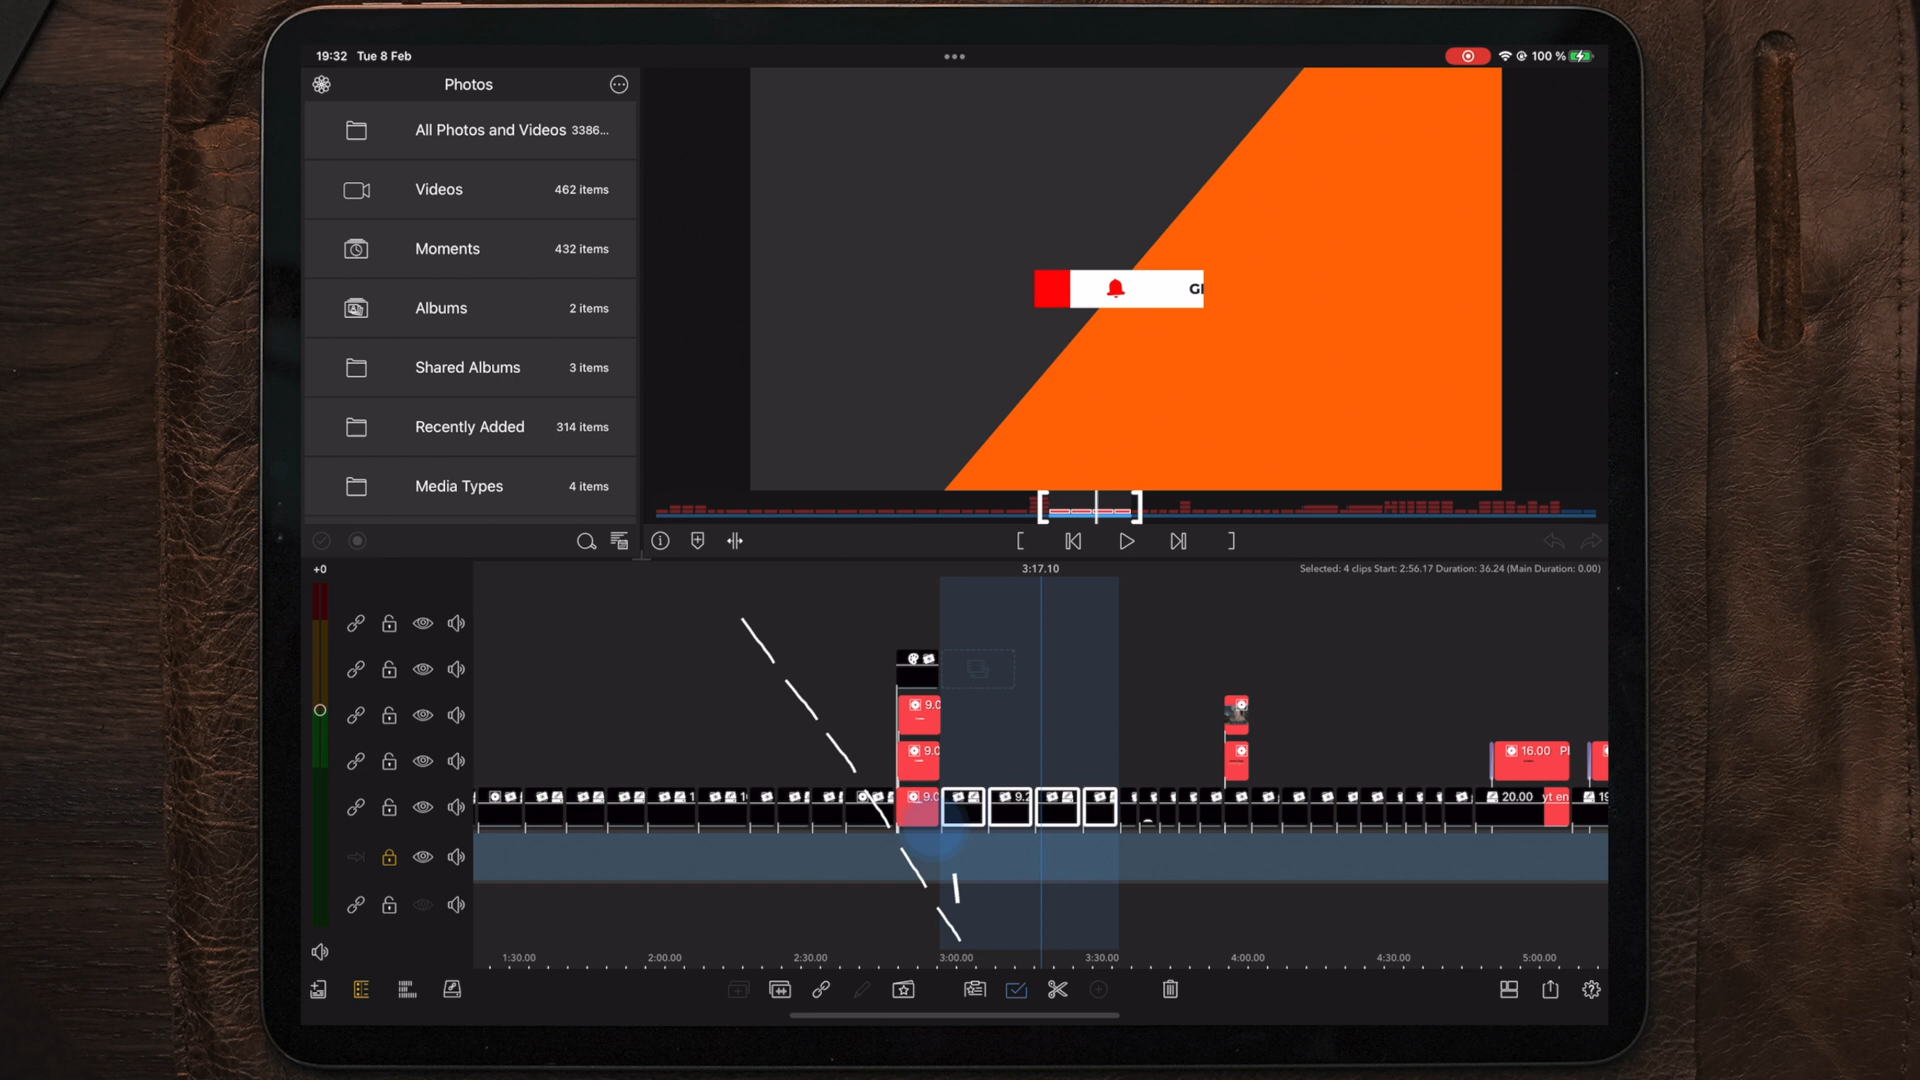 19:32 Tue 8 Feb
100 %
Photos
All Photos and Videos 3386...
Videos 462 items
Moments 432 items
Albums 2 items
Shared Albums 3 items
Recently Added 314 items
Media Types 4 items
+0
3:17.10
Selected: 4 clips Start: 2:56.17 Duration: 36.24 (Main Duration: 0.00)
9.0
9.0
16.00
9.0
9.2
20.00 yt en
1:30.00 2:00.00 2:30.00 3:00.00 3:30.00 4:00.00 4:30.00 5:00.00